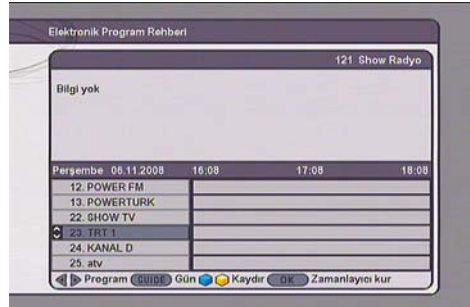 Elektronik Program Rehberi
121 Show Radyo
Bilgi yok
Perşembe 06.11.2008 16:08 17:08 18:08
12. POWER FM
13. POWERTURK
22. SHOW TV
23. TRT 1
24. KANAL D
25. atv
Program GUIDE Gün Kaydır OK Zamanlayıcı kur